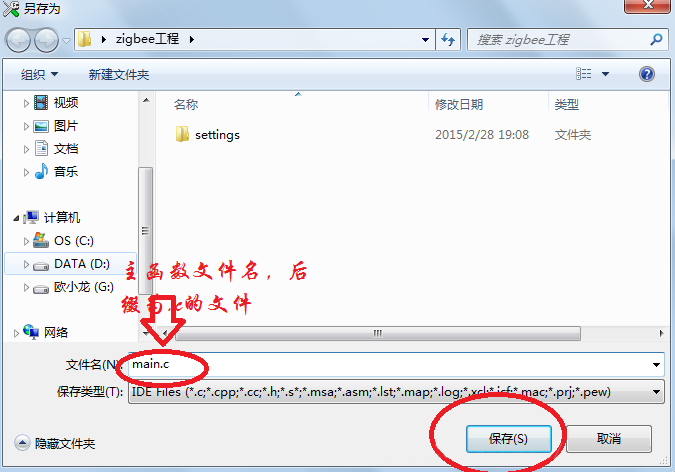 另存为
zigbee工程
搜索 zigbee工程
组织
新建文件夹
名称
修改日期
类型
视频
图片
文档
音乐
计算机
OS (C:)
DATA (D:)
欧小龙 (G:)
网络
settings
2015/2/28 19:08
文件夹
主函数文件名，后
缀为.c的文件
文件名(N):
main.c
保存类型(T):
IDE Files (*.c;*.cpp;*.cc;*.h;*.s*;*.msa;*.asm;*.lst;*.map;*.log;*.xcl;*.icf;*.mac;*.prj;*.pew)
隐藏文件夹
保存(S)
取消